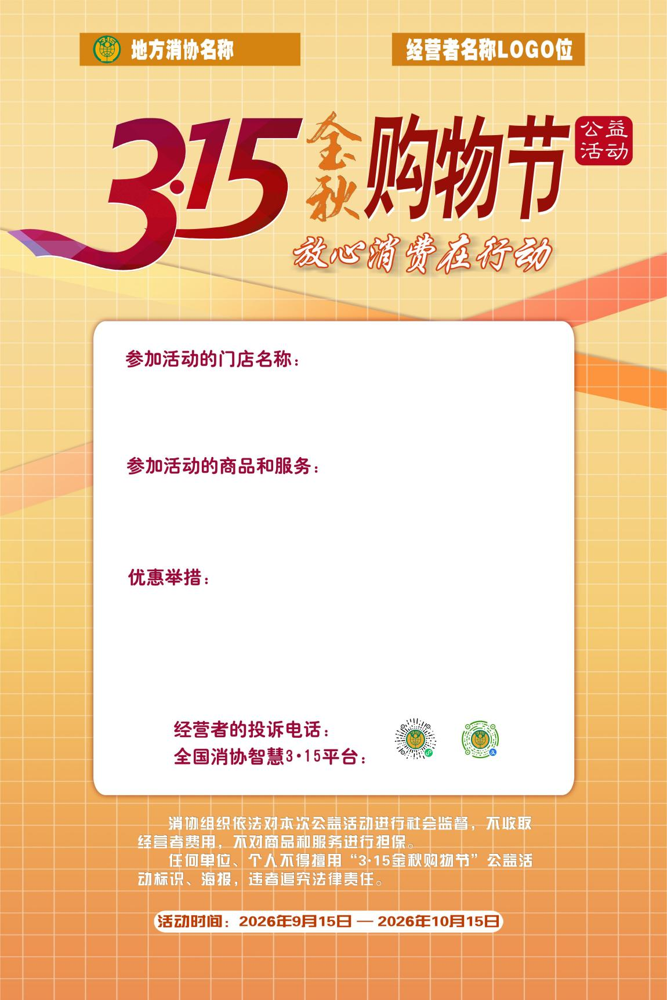 3·15
地方消协名称
经营者名称LOGO位
3·15
金秋
购物节
公益
活动
放心消费在行动
参加活动的门店名称：
参加活动的商品和服务：
优惠举措：
经营者的投诉电话：
全国消协智慧3·15平台：
消协组织依法对本次公益活动进行社会监督，不收取
经营者费用，不对商品和服务进行担保。
任何单位、个人不得擅用“3·15金秋购物节”公益活
动标识、海报，违者追究法律责任。
活动时间：2026年9月15日 — 2026年10月15日